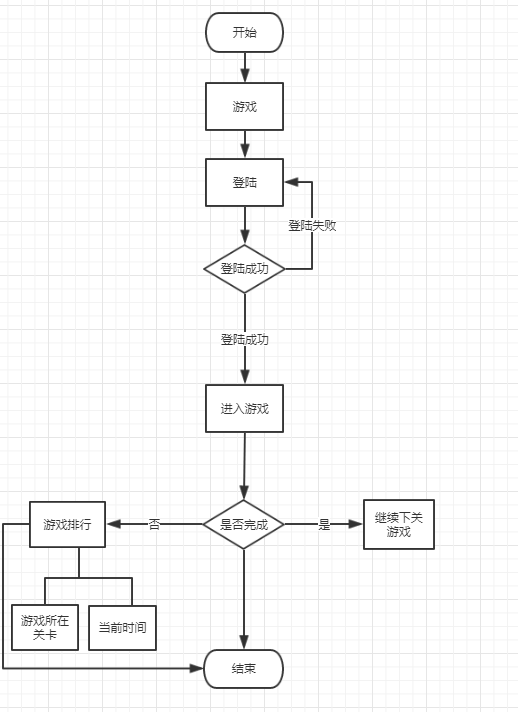 开始
游戏
登陆
登陆失败
登陆成功
登陆成功
进入游戏
游戏排行
否
是否完成
是
继续下关
游戏
游戏所在
关卡
当前时间
结束